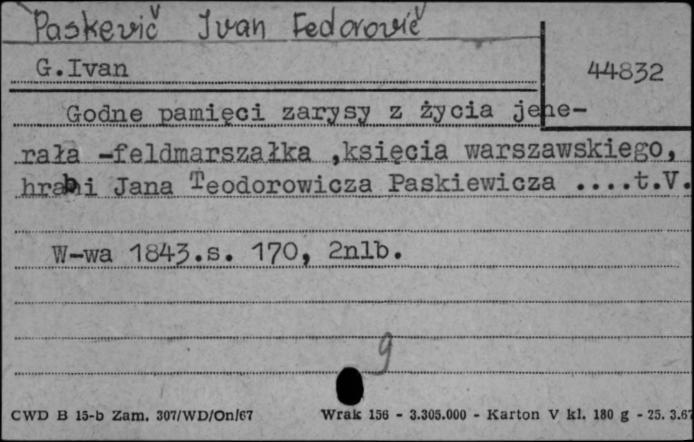 Paskevič Ivan Fedorovič
G.Ivan
44832
Godne pamięci zarysy z życia jene-
rała -feldmarszałka ,księcia warszawskiego,
hrabi Jana Teodorowicza Paskiewicza ....t.V.
W-wa 1843.s. 170, 2nlb.
9
CWD B 15-b Zam. 307/WD/On/67 Wrak 156 - 3.305.000 - Karton V kl. 180 g - 25. 3.67